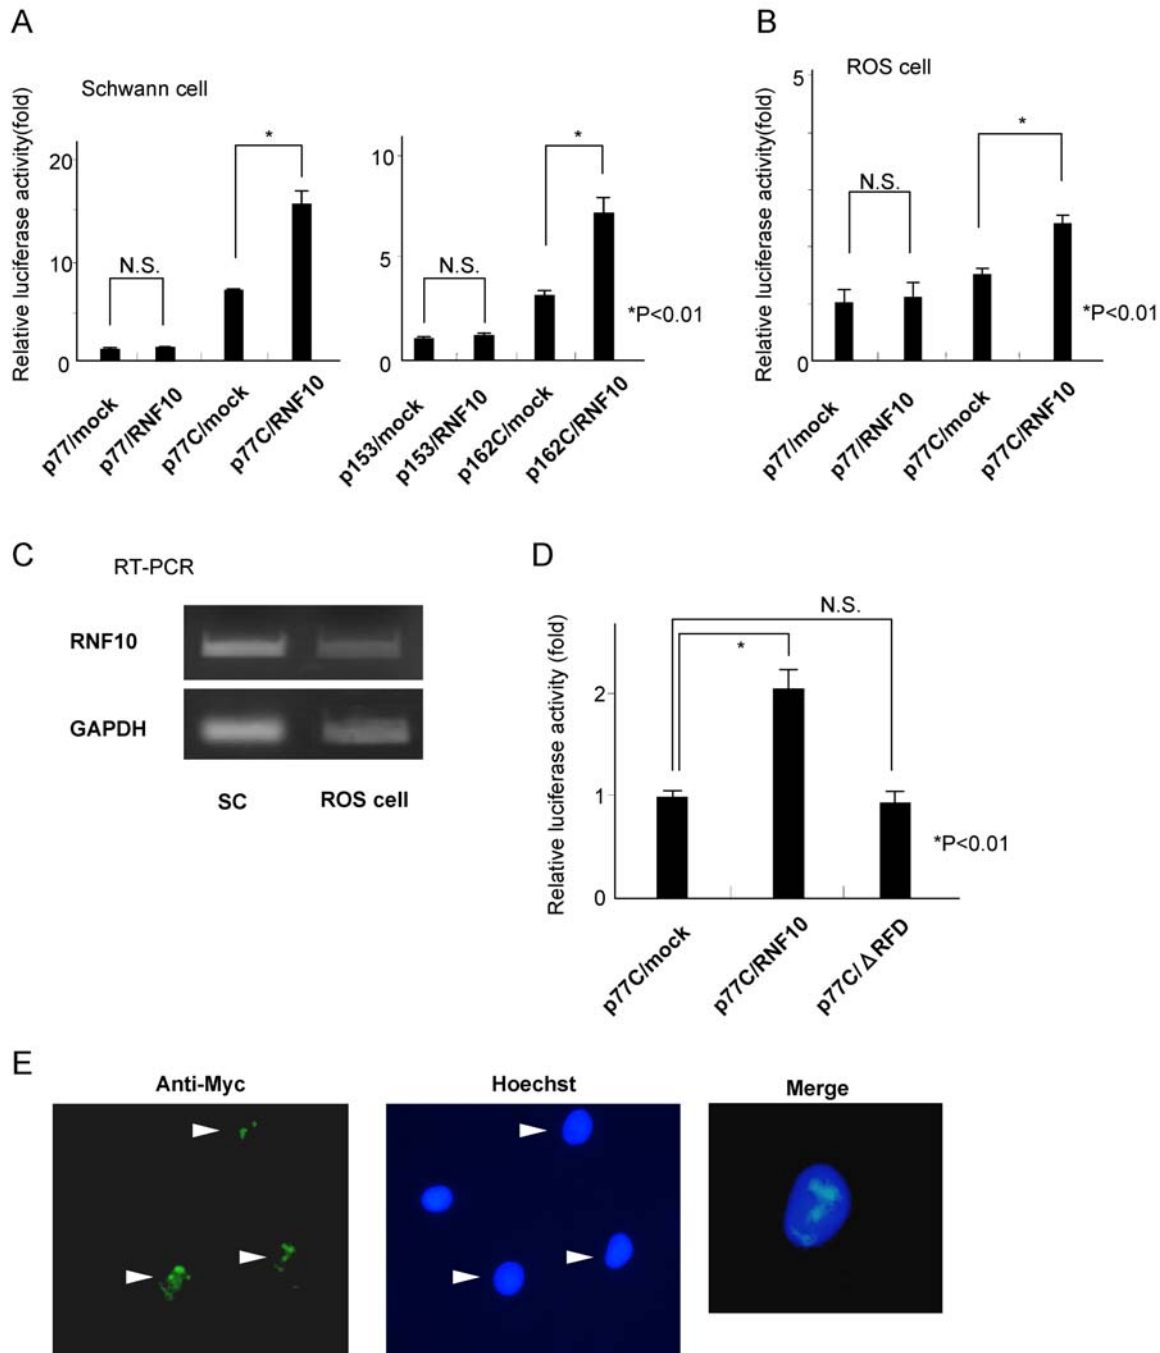 A
Schwann cell
Relative luciferase activity(fold)
20
10
0
N.S.
*
p77/mock
p77/RNF10
p77C/mock
p77C/RNF10
10
5
0
N.S.
*
*P<0.01
p153/mock
p153/RNF10
p162C/mock
p162C/RNF10
B
ROS cell
Relative luciferase activity(fold)
5
0
N.S.
*
*P<0.01
p77/mock
p77/RNF10
p77C/mock
p77C/RNF10
C
RT-PCR
RNF10
GAPDH
SC
ROS cell
D
Relative luciferase activity (fold)
2
1
0
N.S.
*
*P<0.01
p77C/mock
p77C/RNF10
p77C/ΔRFD
E
Anti-Myc
Hoechst
Merge